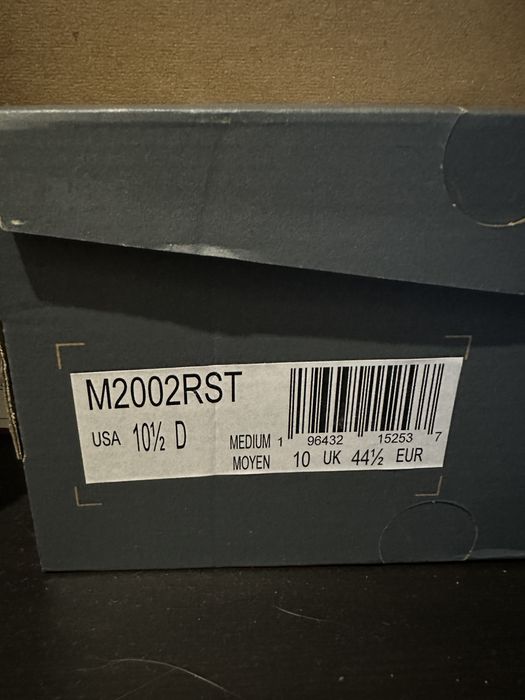 M2002RST
USA 10½ D
MEDIUM 1 96432 15253 7
MOYEN 10 UK 44½ EUR